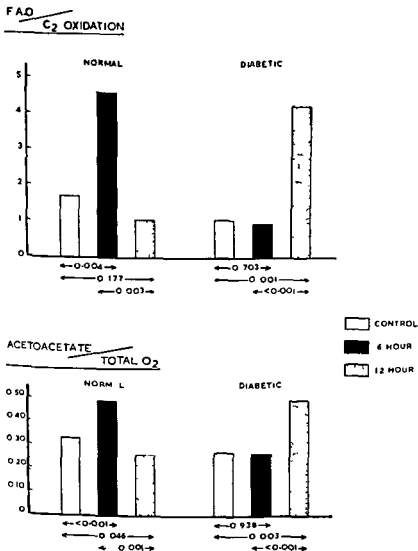 F A.O
C₂ OXIDATION
NORMAL DIABETIC
5
4
3
2
1
0
0·004 0 703
0 177 0 001
0 003 <0·001
CONTROL
6 HOUR
12 HOUR
ACETOACETATE
TOTAL O₂
NORM L DIABETIC
0 50
0 40
0.30
0 20
0 10
0
<0·001 0 938
0 046 0 003
0 001 <0·001